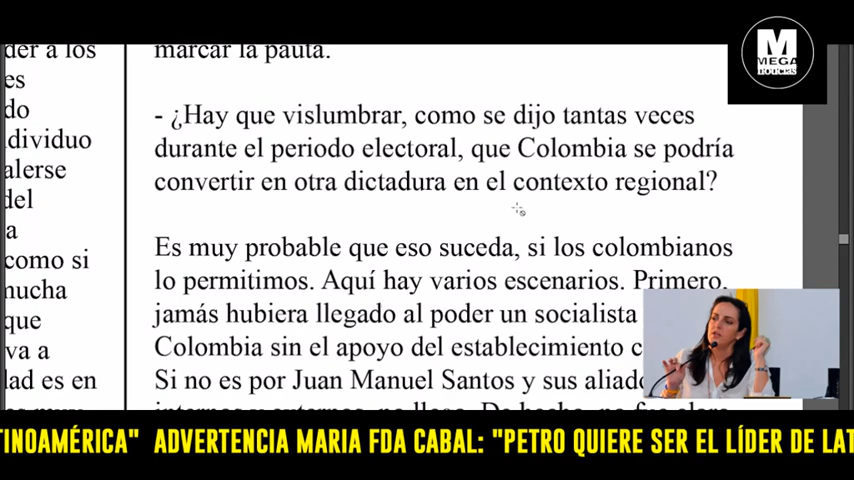 der a los
es
do
dividuo
alerse
del
a
como si
mucha
que
va a
dad es en
marcar la pauta.
- ¿Hay que vislumbrar, como se dijo tantas veces
durante el periodo electoral, que Colombia se podría
convertir en otra dictadura en el contexto regional?
Es muy probable que eso suceda, si los colombianos
lo permitimos. Aquí hay varios escenarios. Primero,
jamás hubiera llegado al poder un socialista
Colombia sin el apoyo del establecimiento c
Si no es por Juan Manuel Santos y sus aliado
M
MEGA
noticias
TINOAMÉRICA" ADVERTENCIA MARIA FDA CABAL: "PETRO QUIERE SER EL LÍDER DE LAT